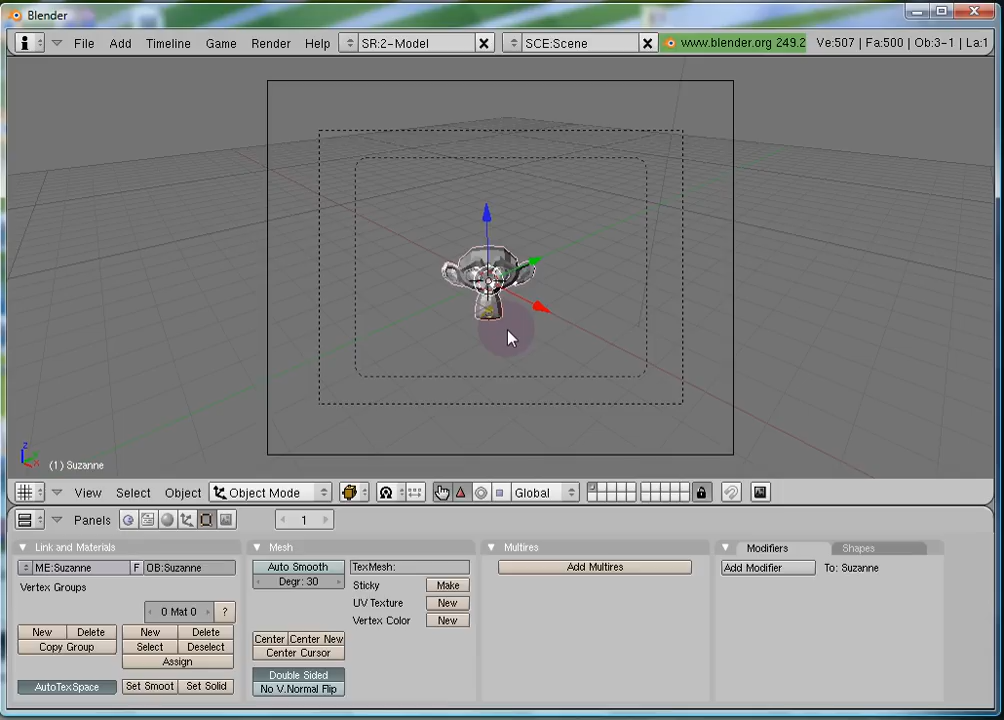 Blender
File Add Timeline Game Render Help SR:2-Model SCE:Scene www.blender.org 249.2 Ve:507 | Fa:500 | Ob:3-1 | La:1
z
(1) Suzanne
View Select Object Object Mode Global
Panels 1
Link and Materials Mesh Multires Modifiers Shapes
ME:Suzanne F OB:Suzanne Auto Smooth TexMesh: Add Multires Add Modifier To: Suzanne
Degr: 30
Vertex Groups Sticky Make
UV Texture New
0 Mat 0 ? Vertex Color New
New Delete New Delete Center Center New
Copy Group Select Deselect Center Cursor
Assign
Double Sided
AutoTexSpace Set Smoot Set Solid No V.Normal Flip